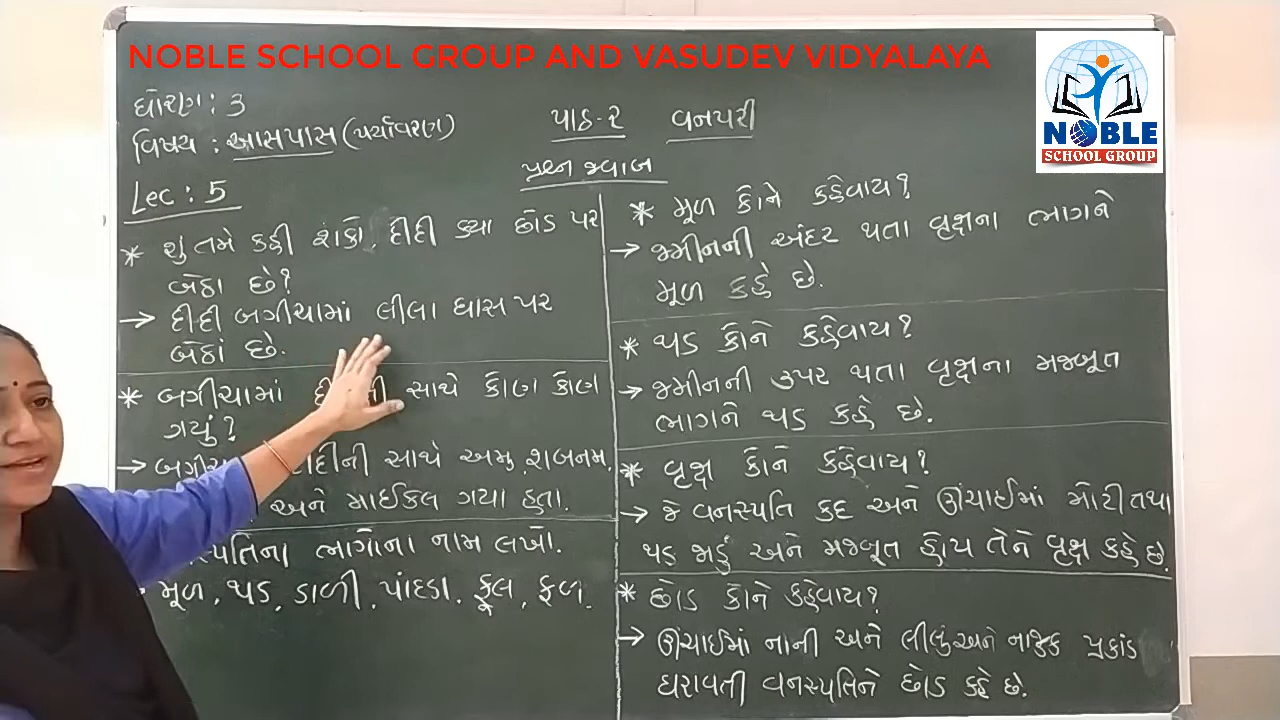 NOBLE SCHOOL GROUP AND VASUDEV VIDYALAYA
NOBLE
SCHOOL GROUP
ધોરણ : 3
વિષય : આસપાસ (પર્યાવરણ)
પાઠ-૨ વનપરી
પ્રશ્ન જવાબ
Lec : 5
* શું તમે કહી શકો, દીદી ક્યા છોડ પર
બેઠા છે?
→ દીદી બગીચામાં લીલા ઘાસ પર
બેઠાં છે.
* બગીચામાં સાથે કોણ કોણ
ગયું?
→ દીદીની સાથે અમુ, શબનમ,
અને માઈકલ ગયા હતા.
ભાગોના નામ લખો.
મૂળ, થડ, ડાળી, પાંદડા, ફૂલ, ફળ.
* મૂળ કોને કહેવાય?
→ જમીનની અંદર થતા વૃક્ષના ભાગને
મૂળ કહે છે.
* થડ કોને કહેવાય?
→ જમીનની ઉપર થતા વૃક્ષના મજબૂત
ભાગને થડ કહે છે.
* વૃક્ષ કોને કહેવાય?
→ જે વનસ્પતિ કદ અને ઊંચાઈમાં મોટી તથા
થડ જાડું અને મજબૂત હોય તેને વૃક્ષ કહે છે.
* છોડ કોને કહેવાય?
→ ઊંચાઈમાં નાની અને લીલું અને નાજુક પ્રકાંડ
ધરાવતી વનસ્પતિને છોડ કહે છે.